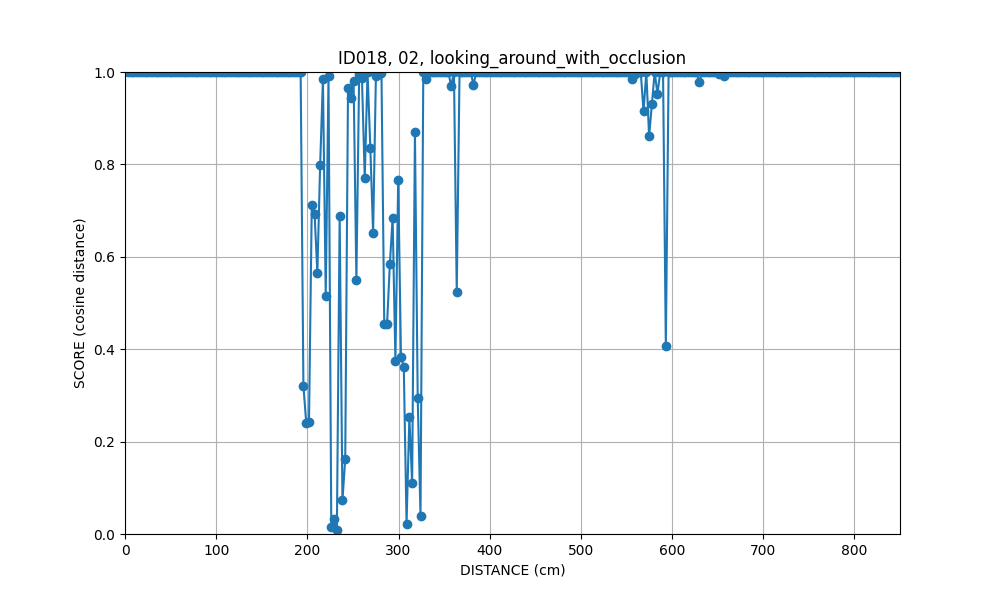 ID018, 02, looking_around_with_occlusion
SCORE (cosine distance)
1.0
0.8
0.6
0.4
0.2
0.0
0 100 200 300 400 500 600 700 800
DISTANCE (cm)